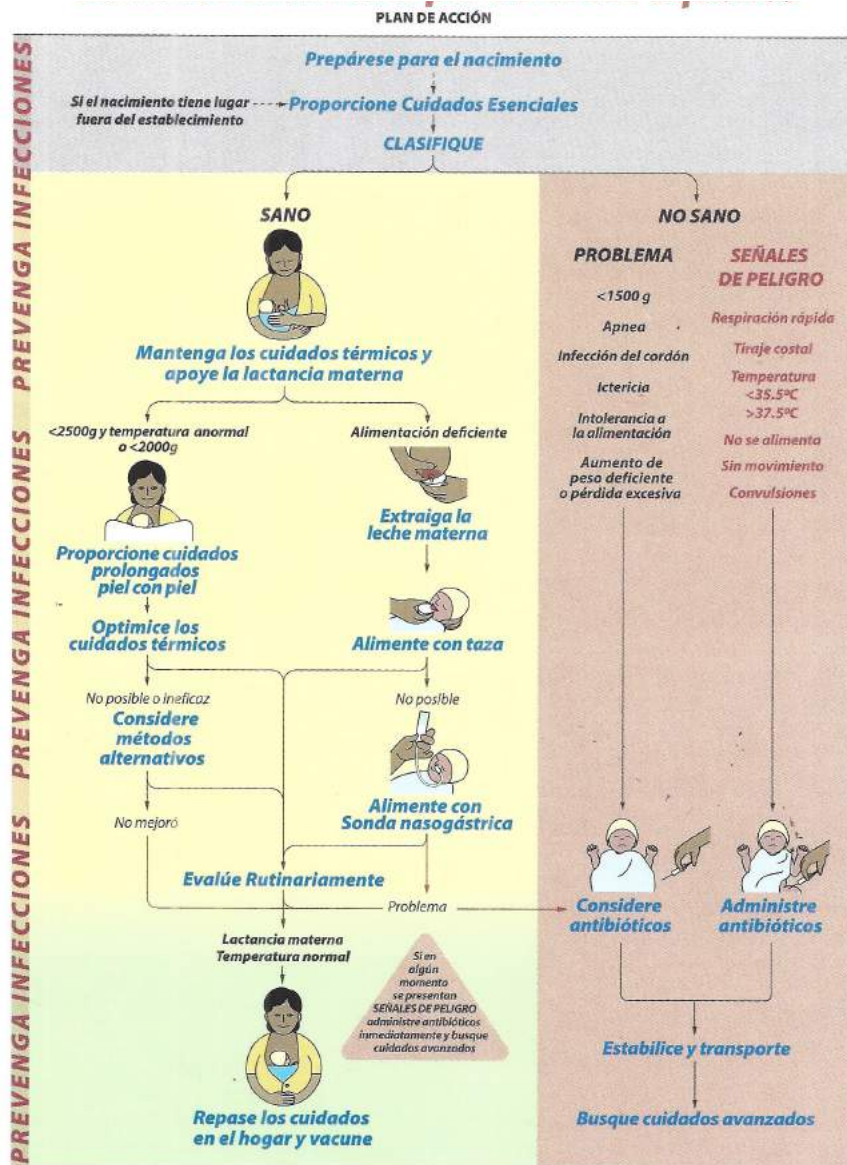 PLAN DE ACCIÓN
PREVENGA INFECCIONES
PREVENGA INFECCIONES
PREVENGA INFECCIONES
Prepárese para el nacimiento
Si el nacimiento tiene lugar
fuera del establecimiento
Proporcione Cuidados Esenciales
CLASIFIQUE
SANO
Mantenga los cuidados térmicos y
apoye la lactancia materna
<2500g y temperatura anormal
o <2000g
Proporcione cuidados
prolongados
piel con piel
Optimice los
cuidados térmicos
No posible o ineficaz
Considere
métodos
alternativos
No mejoró
Alimentación deficiente
Extraiga la
leche materna
Alimente con taza
No posible
Alimente con
Sonda nasogástrica
Evalúe Rutinariamente
Problema
Lactancia materna
Temperatura normal
Si en
algún
momento
se presentan
SEÑALES DE PELIGRO
administre antibióticos
inmediatamente y busque
cuidados avanzados
Repase los cuidados
en el hogar y vacune
NO SANO
PROBLEMA
<1500 g
Apnea
Infección del cordón
Ictericia
Intolerancia a
la alimentación
Aumento de
peso deficiente
o pérdida excesiva
SEÑALES
DE PELIGRO
Respiración rápida
Tiraje costal
Temperatura
<35.5ºC
>37.5ºC
No se alimenta
Sin movimiento
Convulsiones
Considere
antibióticos
Administre
antibióticos
Estabilice y transporte
Busque cuidados avanzados